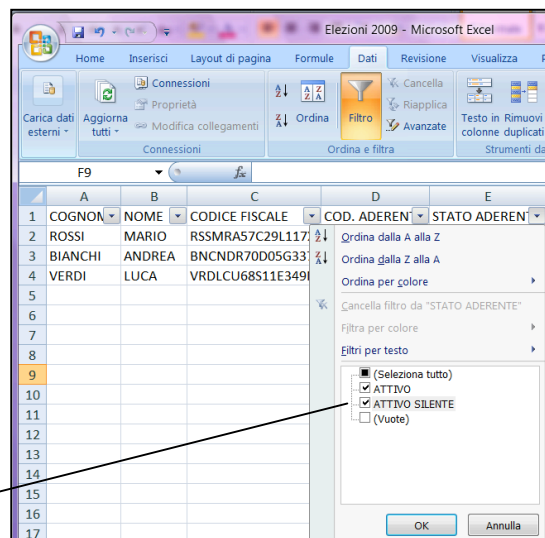 Elezioni 2009 - Microsoft Excel
Home Inserisci Layout di pagina Formule Dati Revisione Visualizza
Carica dati esterni
Aggiorna tutti
Connessioni
Proprietà
Modifica collegamenti
Connessioni
Ordina
Filtro
Cancella
Riapplica
Avanzate
Ordina e filtra
Testo in colonne
Rimuovi duplicati
Strumenti da
F9 fx
A B C D E
1 COGNOM NOME CODICE FISCALE COD. ADERENT STATO ADERENT
2 ROSSI MARIO RSSMRA57C29L117
3 BIANCHI ANDREA BNCNDR70D05G33
4 VERDI LUCA VRDLCU68S11E349
5
6
7
8
9
10
11
12
13
14
15
16
17
Ordina dalla A alla Z
Ordina dalla Z alla A
Ordina per colore
Cancella filtro da "STATO ADERENTE"
Filtra per colore
Filtri per testo
(Seleziona tutto)
ATTIVO
ATTIVO SILENTE
(Vuote)
OK Annulla